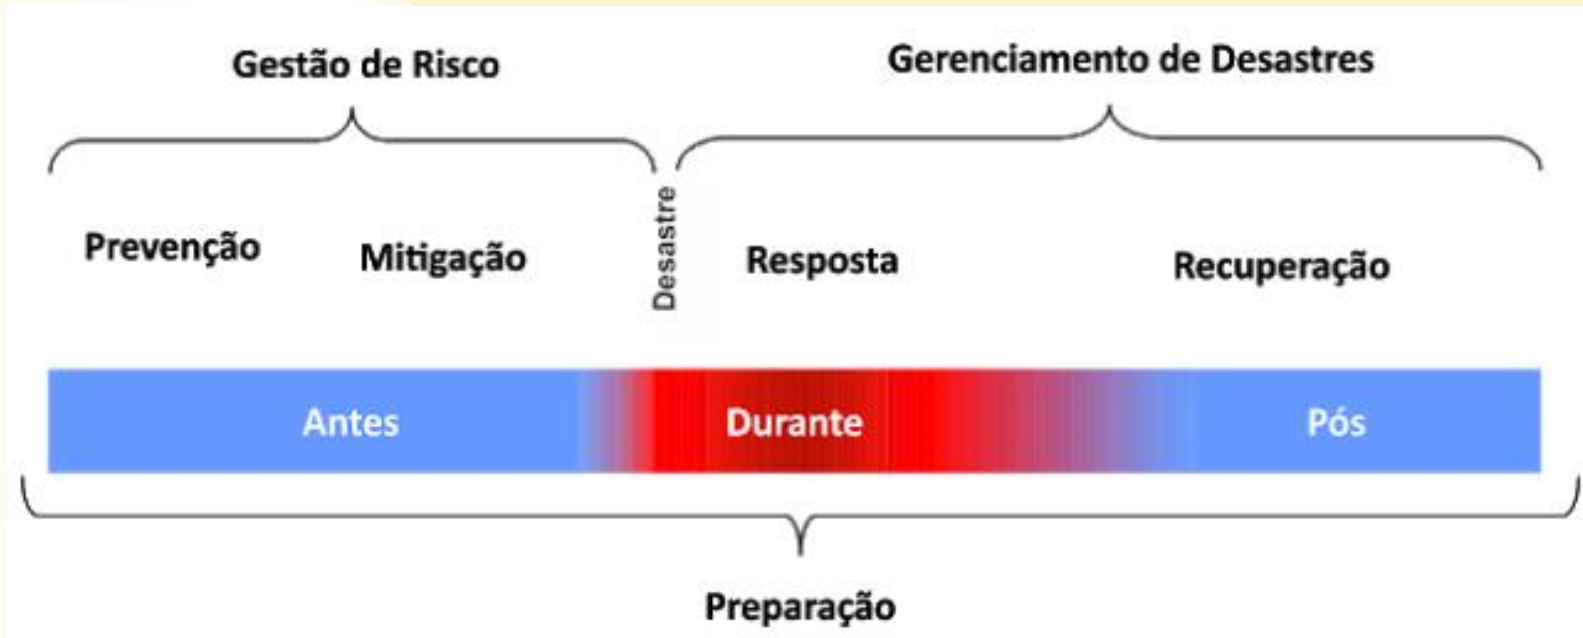 Gestão de Risco
Gerenciamento de Desastres
Prevenção
Mitigação
Desastre
Resposta
Recuperação
Antes
Durante
Pós
Preparação